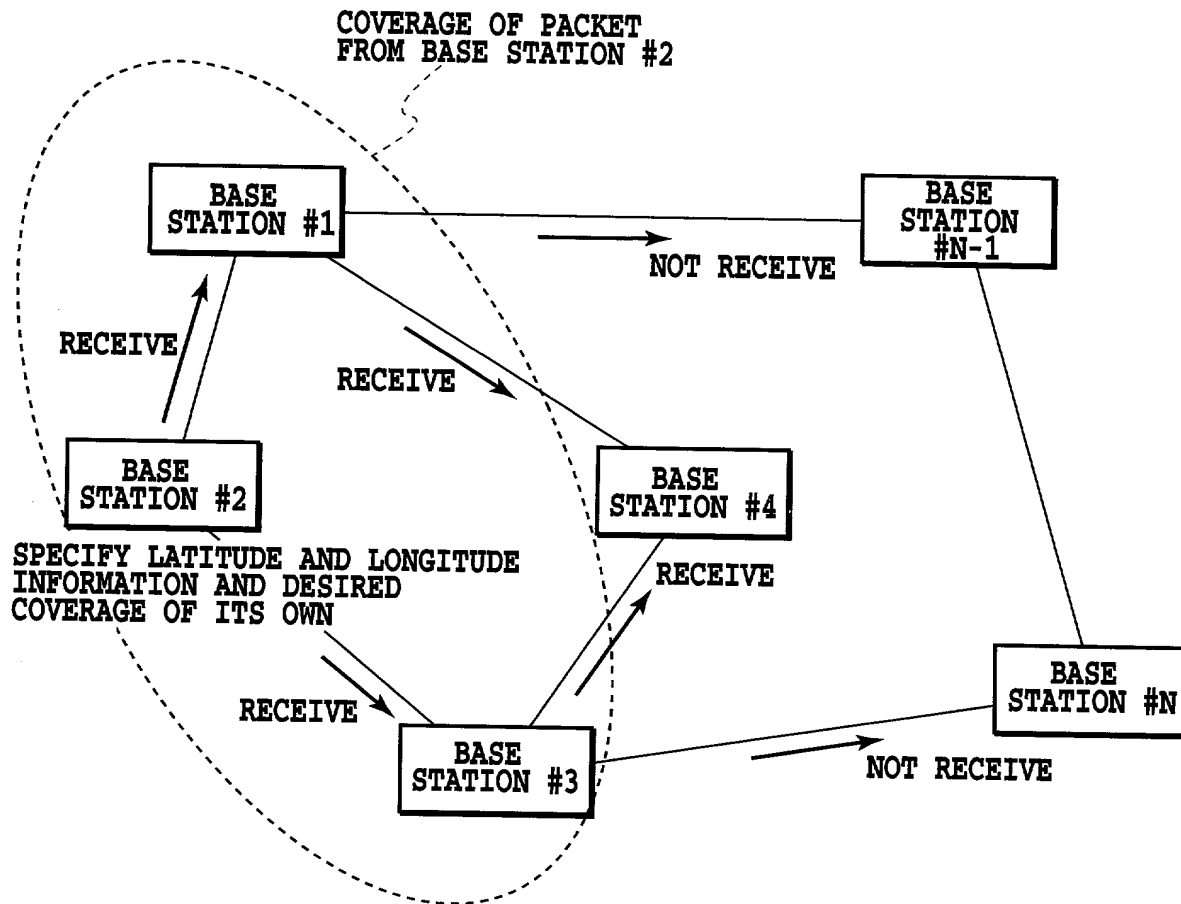 COVERAGE OF PACKET
FROM BASE STATION #2
BASE
STATION #1
BASE
STATION
#N-1
NOT RECEIVE
RECEIVE
RECEIVE
BASE
STATION #2
BASE
STATION #4
SPECIFY LATITUDE AND LONGITUDE
INFORMATION AND DESIRED
COVERAGE OF ITS OWN
RECEIVE
RECEIVE
BASE
STATION #3
BASE
STATION #N
NOT RECEIVE